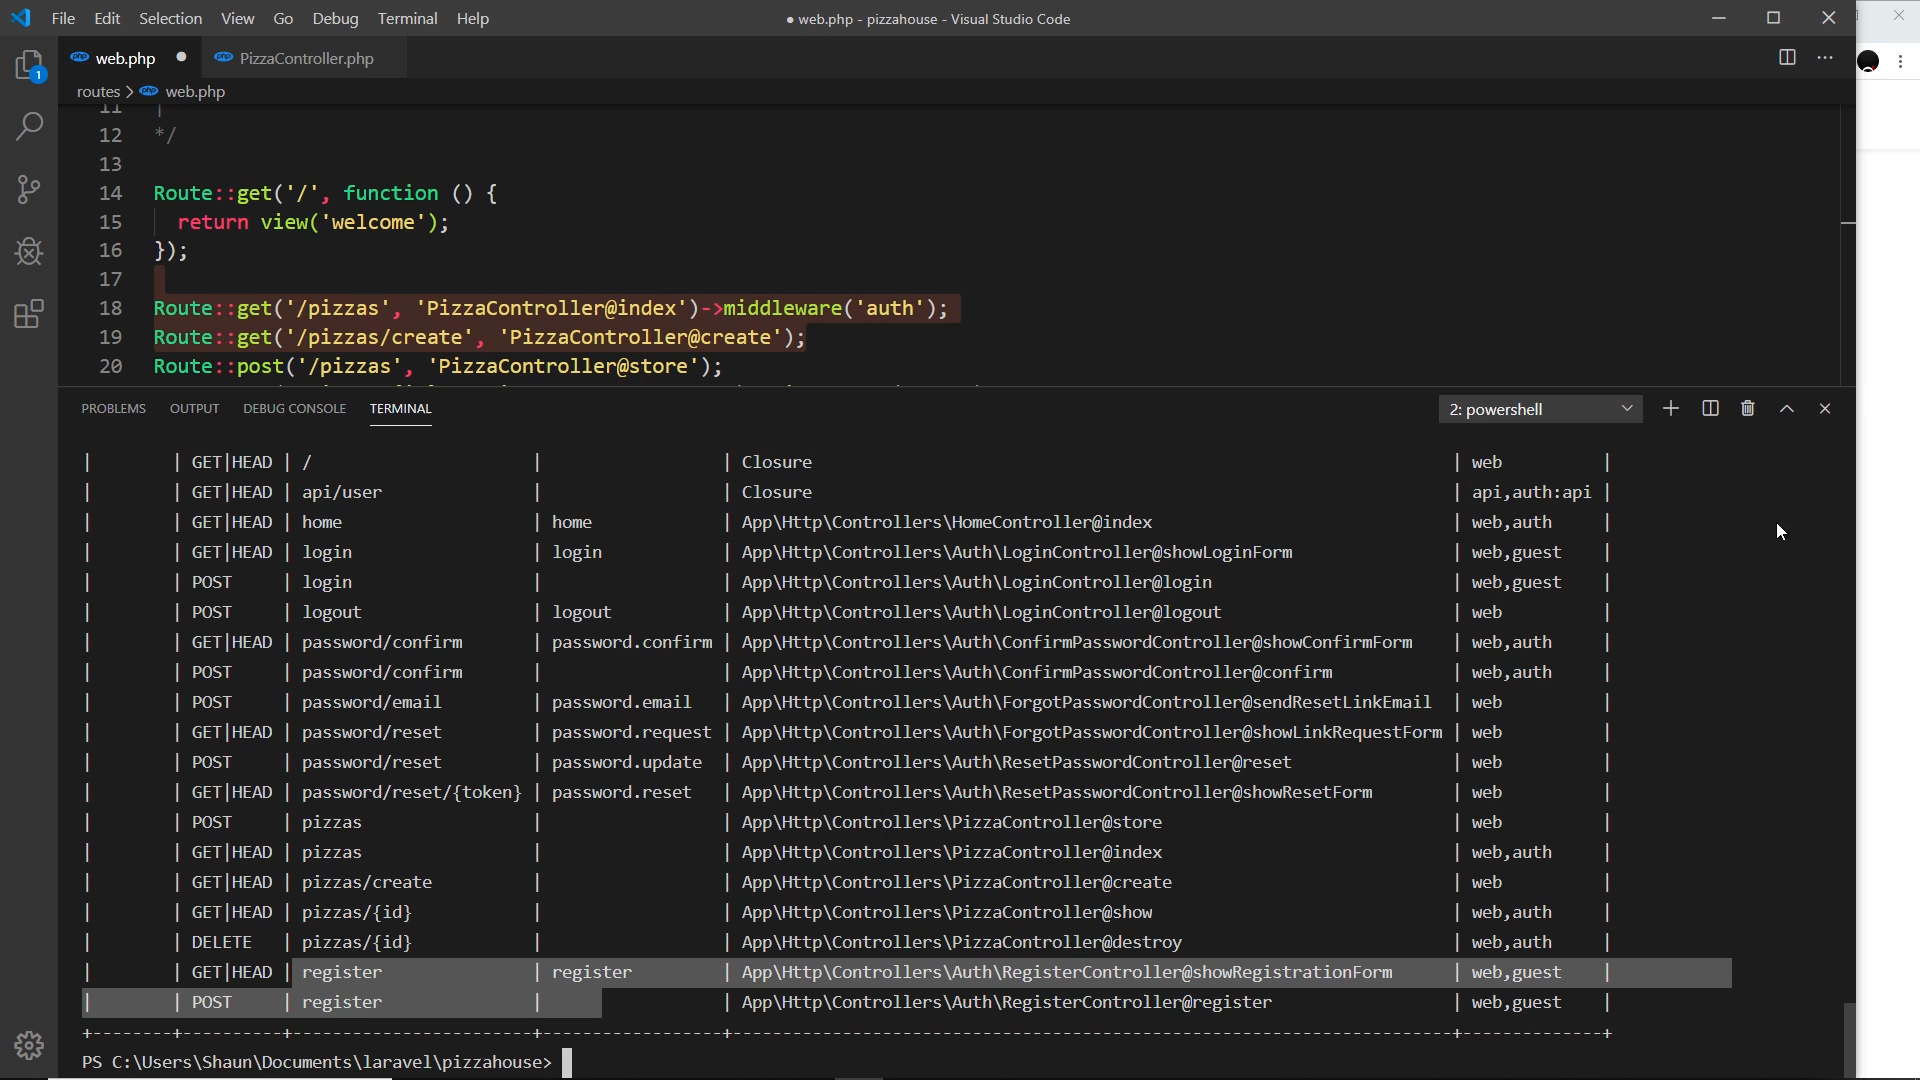 File Edit Selection View Go Debug Terminal Help
● web.php - pizzahouse - Visual Studio Code
web.php
PizzaController.php
routes > web.php
11 |
12 */
13
14 Route::get('/', function () {
15 return view('welcome');
16 });
17
18 Route::get('/pizzas', 'PizzaController@index')->middleware('auth');
19 Route::get('/pizzas/create', 'PizzaController@create');
20 Route::post('/pizzas', 'PizzaController@store');
1
PROBLEMS OUTPUT DEBUG CONSOLE TERMINAL
2: powershell
| | GET|HEAD | / | | Closure | web |
| | GET|HEAD | api/user | | Closure | api,auth:api |
| | GET|HEAD | home | home | App\Http\Controllers\HomeController@index | web,auth |
| | GET|HEAD | login | login | App\Http\Controllers\Auth\LoginController@showLoginForm | web,guest |
| | POST | login | | App\Http\Controllers\Auth\LoginController@login | web,guest |
| | POST | logout | logout | App\Http\Controllers\Auth\LoginController@logout | web |
| | GET|HEAD | password/confirm | password.confirm | App\Http\Controllers\Auth\ConfirmPasswordController@showConfirmForm | web,auth |
| | POST | password/confirm | | App\Http\Controllers\Auth\ConfirmPasswordController@confirm | web,auth |
| | POST | password/email | password.email | App\Http\Controllers\Auth\ForgotPasswordController@sendResetLinkEmail | web |
| | GET|HEAD | password/reset | password.request | App\Http\Controllers\Auth\ForgotPasswordController@showLinkRequestForm | web |
| | POST | password/reset | password.update | App\Http\Controllers\Auth\ResetPasswordController@reset | web |
| | GET|HEAD | password/reset/{token} | password.reset | App\Http\Controllers\Auth\ResetPasswordController@showResetForm | web |
| | POST | pizzas | | App\Http\Controllers\PizzaController@store | web |
| | GET|HEAD | pizzas | | App\Http\Controllers\PizzaController@index | web,auth |
| | GET|HEAD | pizzas/create | | App\Http\Controllers\PizzaController@create | web |
| | GET|HEAD | pizzas/{id} | | App\Http\Controllers\PizzaController@show | web,auth |
| | DELETE | pizzas/{id} | | App\Http\Controllers\PizzaController@destroy | web,auth |
| | GET|HEAD | register | register | App\Http\Controllers\Auth\RegisterController@showRegistrationForm | web,guest |
| | POST | register | | App\Http\Controllers\Auth\RegisterController@register | web,guest |
PS C:\Users\Shaun\Documents\laravel\pizzahouse>